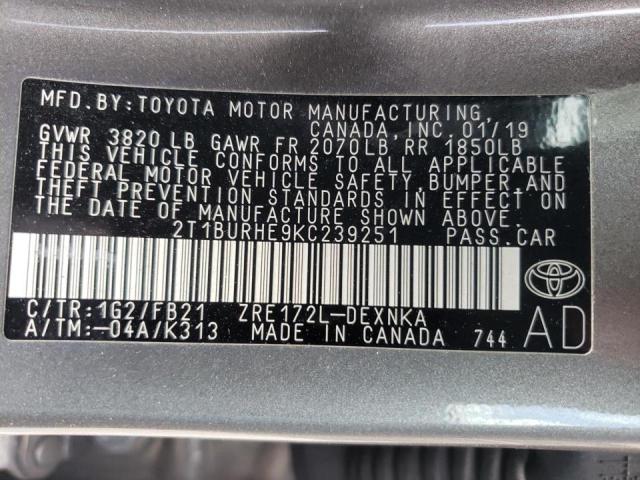 MFD. BY: TOYOTA MOTOR MANUFACTURING,
CANADA, INC. 01/19
GVWR 3820 LB GAWR FR 2070LB, RR 1850LB
THIS VEHICLE CONFORMS TO ALL APPLICABLE
FEDERAL MOTOR VEHICLE SAFETY, BUMPER, AND
THEFT PREVENTION STANDARDS IN EFFECT ON
THE DATE OF MANUFACTURE SHOWN ABOVE.
2T1BURHE9KC239251 PASS. CAR
C/TR: 1G2/FB21 ZRE172L-DEXNKA
A/TM: -04A/K313 MADE IN CANADA 744
TOYOTA
AD